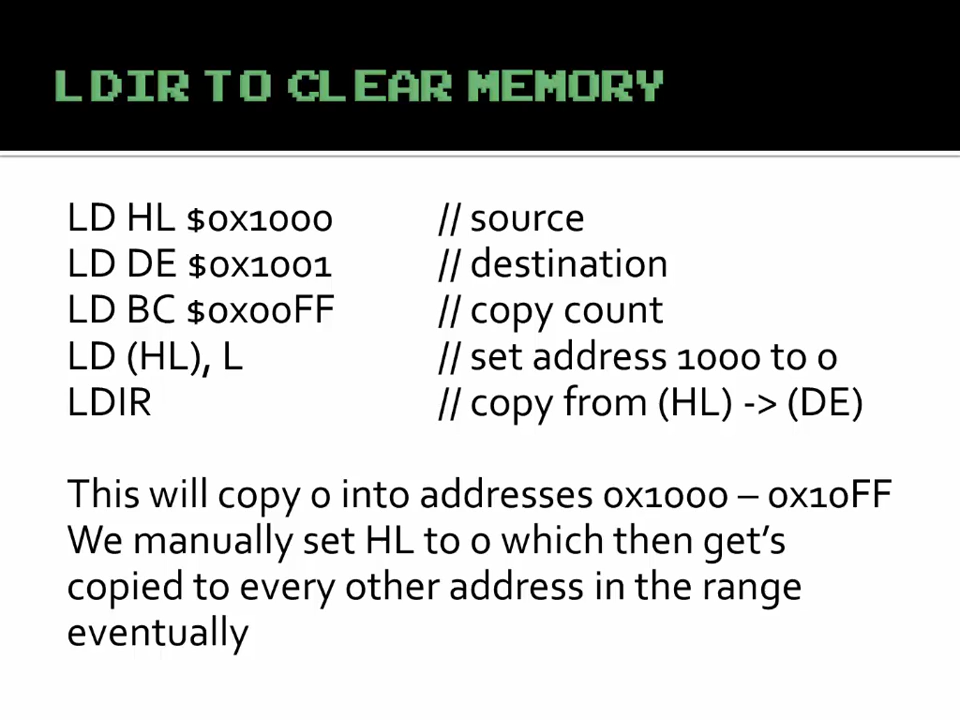 LDIR TO CLEAR MEMORY
LD HL $0x1000 // source
LD DE $0x1001 // destination
LD BC $0x00FF // copy count
LD (HL), L // set address 1000 to 0
LDIR // copy from (HL) -> (DE)
This will copy 0 into addresses 0x1000 – 0x10FF
We manually set HL to 0 which then get’s
copied to every other address in the range
eventually